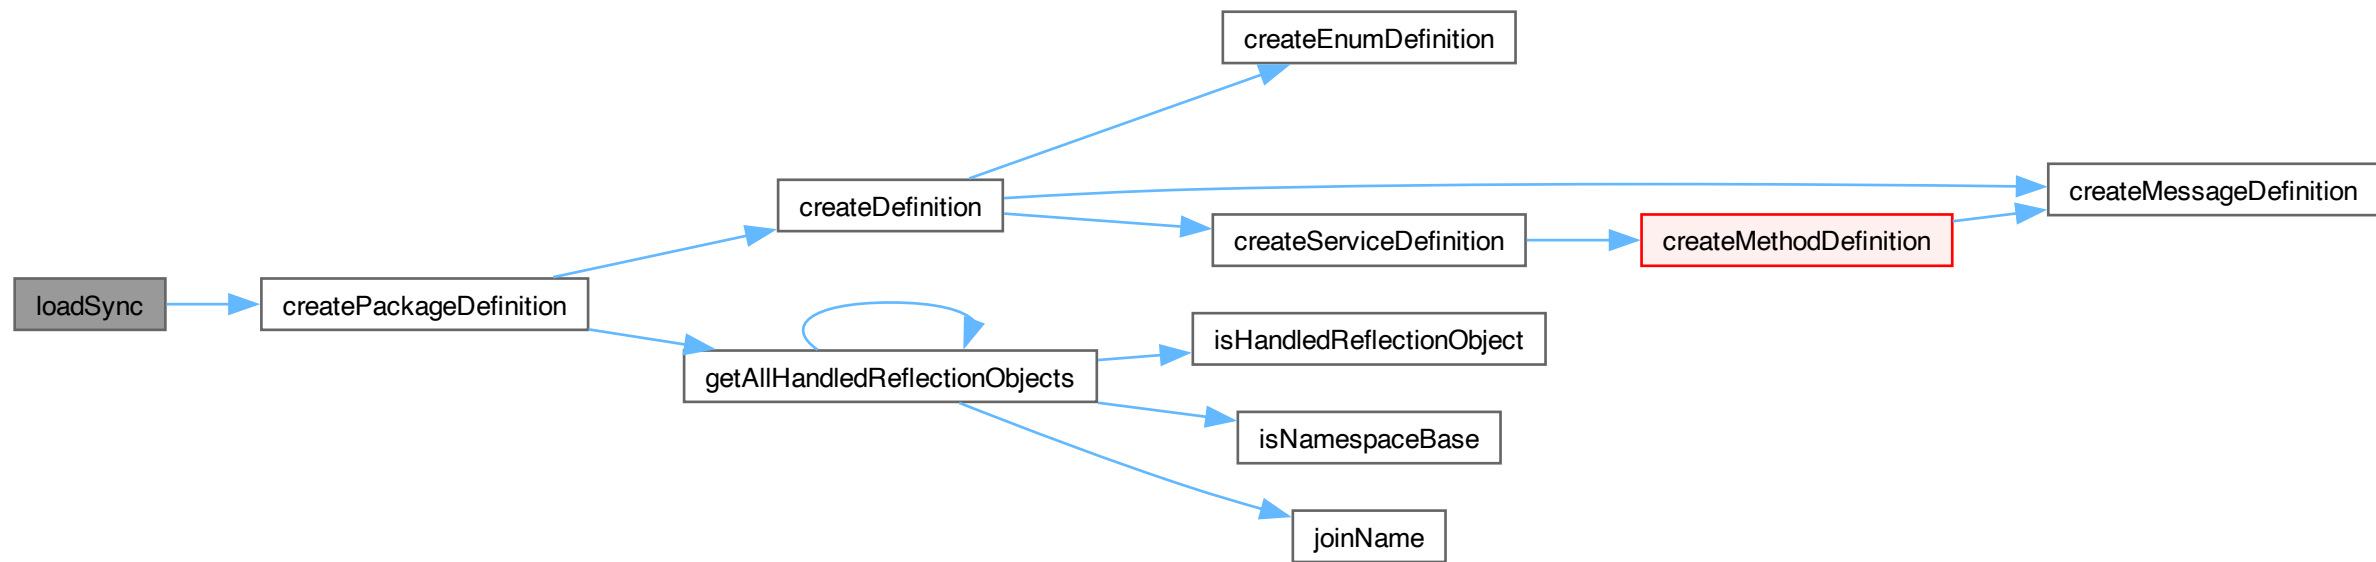 loadSync
createPackageDefinition
createDefinition
createEnumDefinition
createMessageDefinition
createServiceDefinition
createMethodDefinition
getAllHandledReflectionObjects
isHandledReflectionObject
isNamespaceBase
joinName